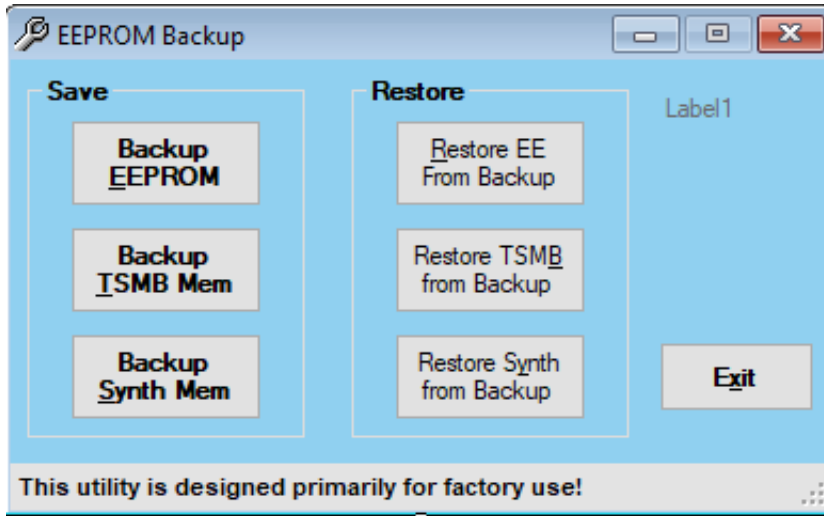 EEPROM Backup
Save
Backup
EEPROM
Backup
TSMB Mem
Backup
Synth Mem
Restore
Restore EE
From Backup
Restore TSMB
from Backup
Restore Synth
from Backup
Label1
Exit
This utility is designed primarily for factory use!